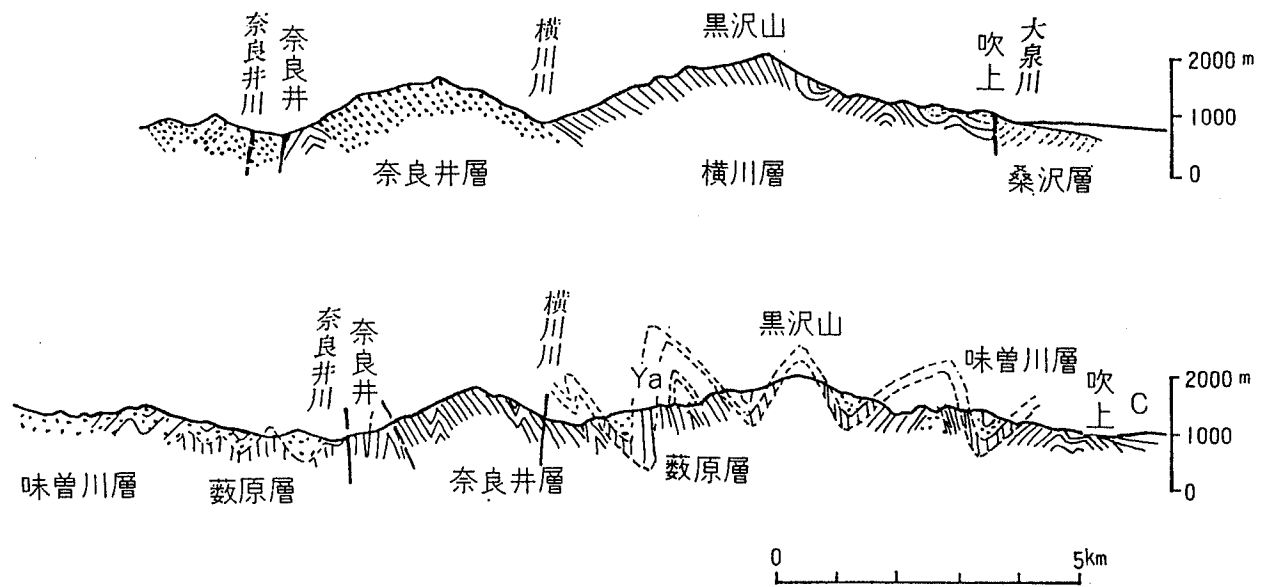 奈良井川
奈良井
横川川
黒沢山
吹上
大泉川
2000 m
1000
0
奈良井層
横川層
桑沢層
奈良井川
奈良井
横川川
黒沢山
味曽川層
吹上
C
Ya
2000 m
1000
0
味曽川層
藪原層
奈良井層
藪原層
0
5km